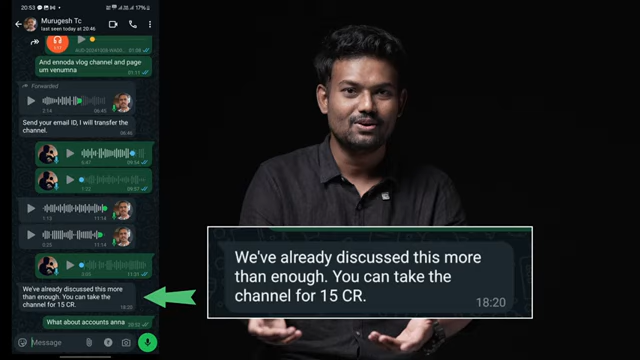 20:53
Murugesh Tc
last seen today at 20:46
01:08
And ennoda vlog channel and page
um venumna
01:11
Forwarded
2:14
06:45
Send your email ID, I will transfer the
channel.
06:46
5:47
09:54
1:32
09:57
1:13
11:14
0:25
11:14
2:05
11:31
We've already discussed this more
than enough. You can take the
channel for 15 CR.
18:20
What about accounts anna
20:52
Message
We've already discussed this more
than enough. You can take the
channel for 15 CR.
18:20